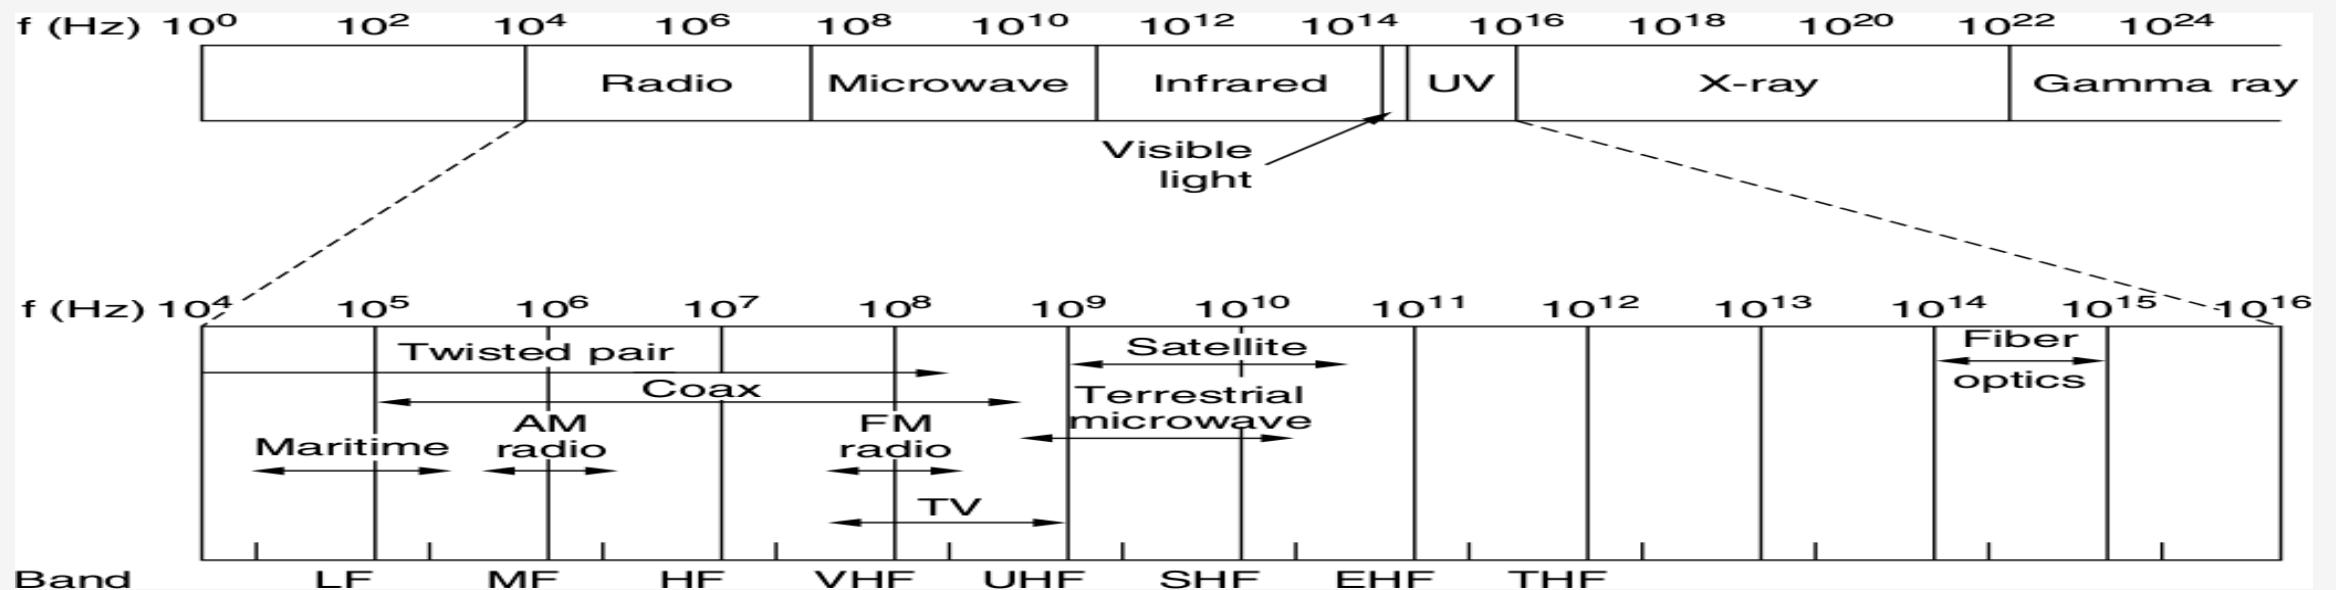 f (Hz) 10⁰ 10² 10⁴ 10⁶ 10⁸ 10¹⁰ 10¹² 10¹⁴ 10¹⁶ 10¹⁸ 10²⁰ 10²² 10²⁴
Radio Microwave Infrared UV X-ray Gamma ray
Visible
light
f (Hz) 10⁴ 10⁵ 10⁶ 10⁷ 10⁸ 10⁹ 10¹⁰ 10¹¹ 10¹² 10¹³ 10¹⁴ 10¹⁵ 10¹⁶
Twisted pair
Coax
Satellite
Fiber
optics
AM
radio
FM
radio
Terrestrial
microwave
Maritime
TV
Band LF MF HF VHF UHF SHF EHF THF